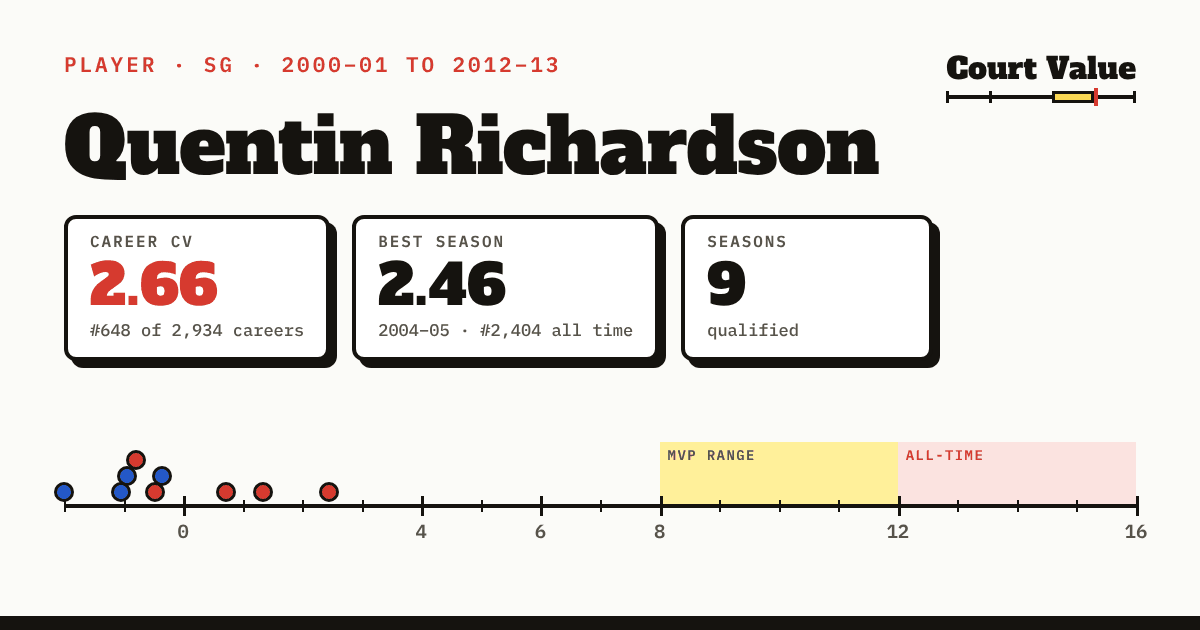 PLAYER · SG · 2000–01 TO 2012–13
Court Value
Quentin Richardson
CAREER CV
2.66
#648 of 2,934 careers
BEST SEASON
2.46
2004–05 · #2,404 all time
SEASONS
9
qualified
MVP RANGE
ALL-TIME
0 4 6 8 12 16